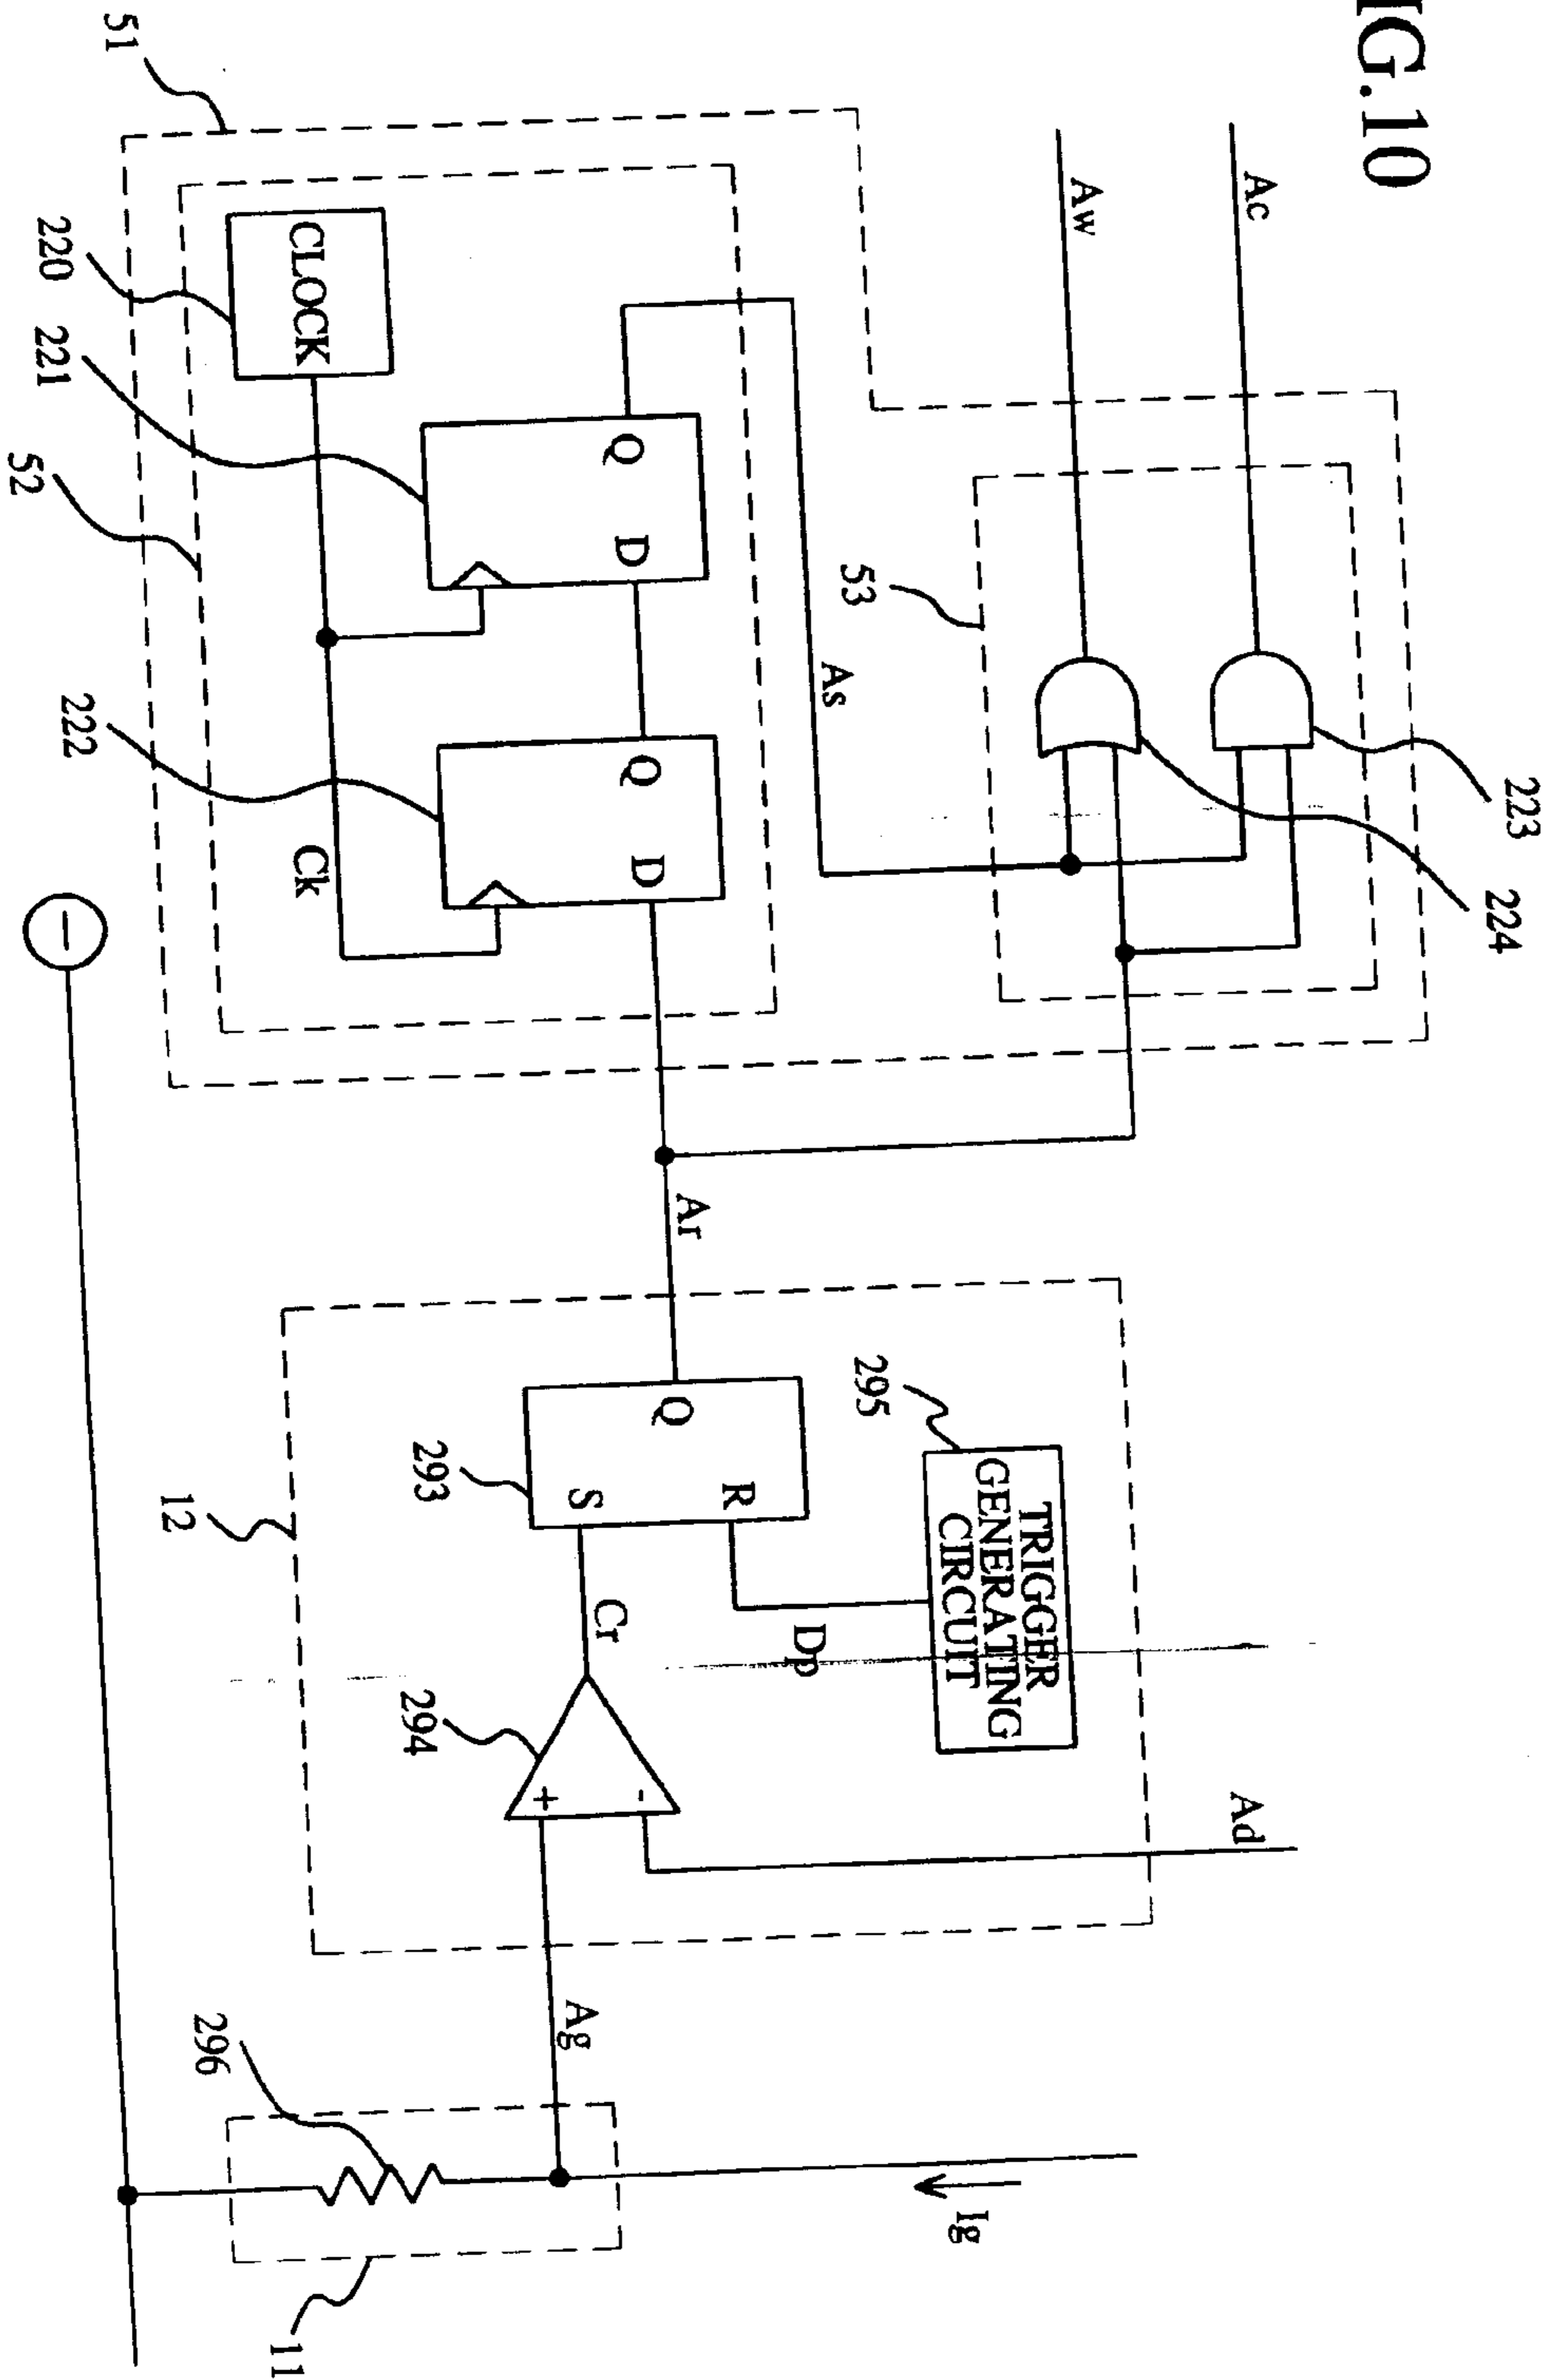 IG.10
Ac
Aw
51
CLOCK
220
221
52
Q
D
222
Q
D
Ck
As
53
223
224
Ar
12
293
Q
R
S
295
TRIGGER
GENERATING
CIRCUIT
Dp
Cr
294
+
-
Ad
Ag
Ig
296
11
−